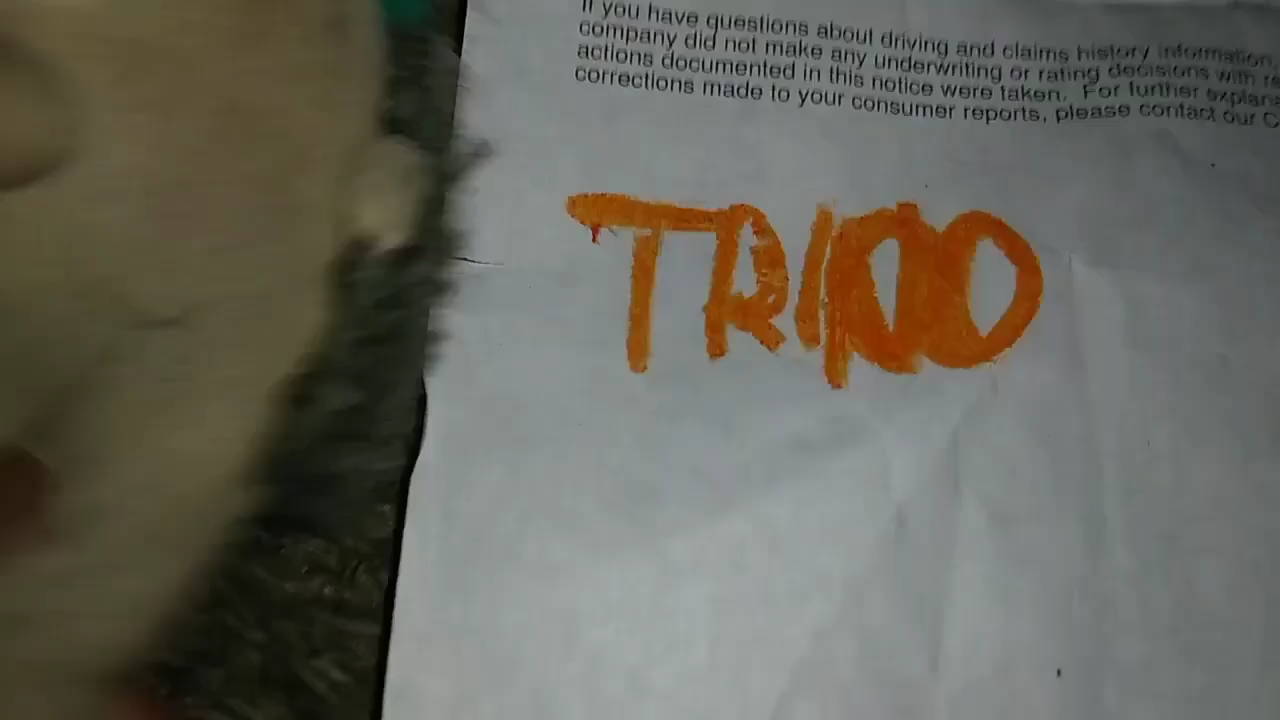 If you have questions about driving and claims history information,
company did not make any underwriting or rating decisions with
actions documented in this notice were taken. For further
corrections made to your consumer reports, please contact our C
TRIOO